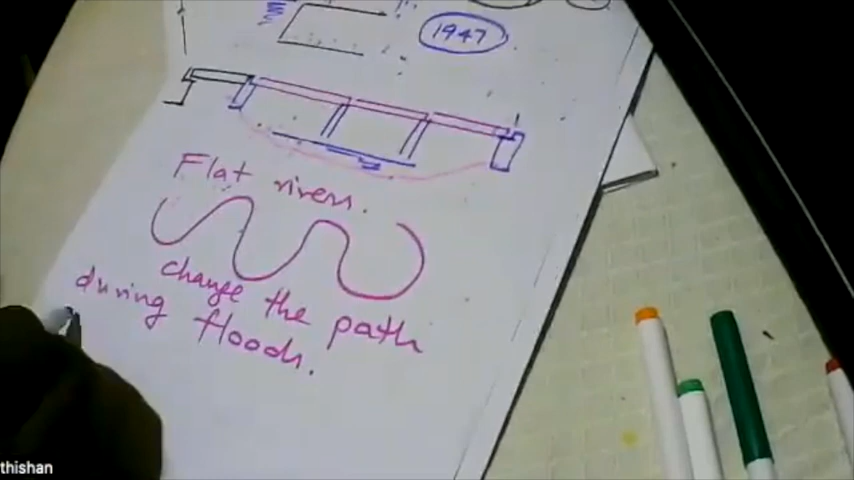 1947
Flat rivers.
change the path
during floods.
thishan